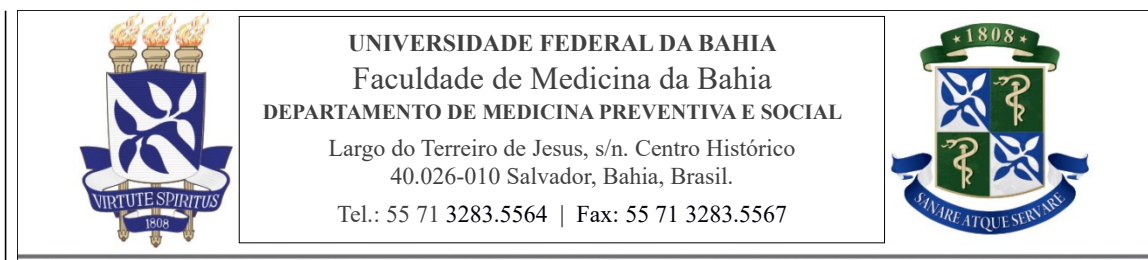 VIRTUTE SPIRITUS
1808
UNIVERSIDADE FEDERAL DA BAHIA
Faculdade de Medicina da Bahia
DEPARTAMENTO DE MEDICINA PREVENTIVA E SOCIAL
Largo do Terreiro de Jesus, s/n. Centro Histórico
40.026-010 Salvador, Bahia, Brasil.
Tel.: 55 71 3283.5564 | Fax: 55 71 3283.5567
★1808★
SANARE ATQUE SERVARE